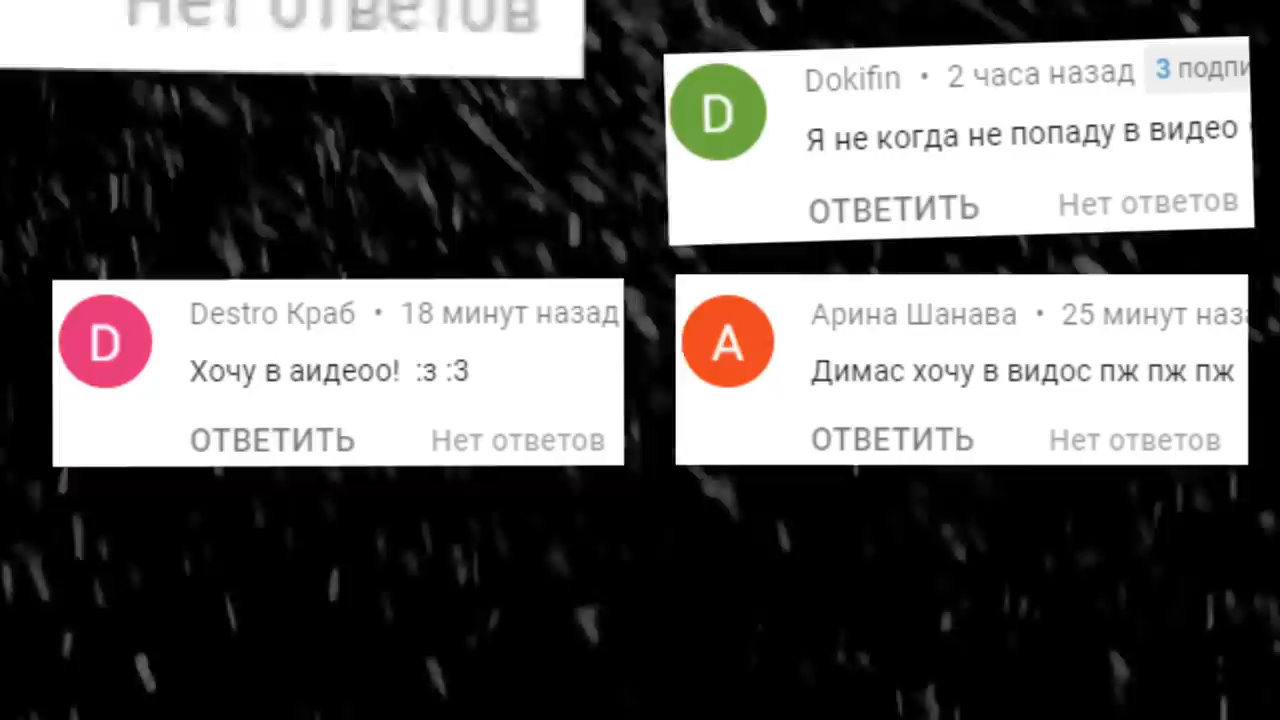 Нет ответов
D
Dokifin • 2 часа назад 3
Я не когда не попаду в видео
ОТВЕТИТЬ Нет ответов
D
Destro Краб • 18 минут назад
Хочу в аидеоо! :з :3
ОТВЕТИТЬ Нет ответов
А
Арина Шанава • 25 минут
Димас хочу в видос пж пж пж
ОТВЕТИТЬ Нет ответов